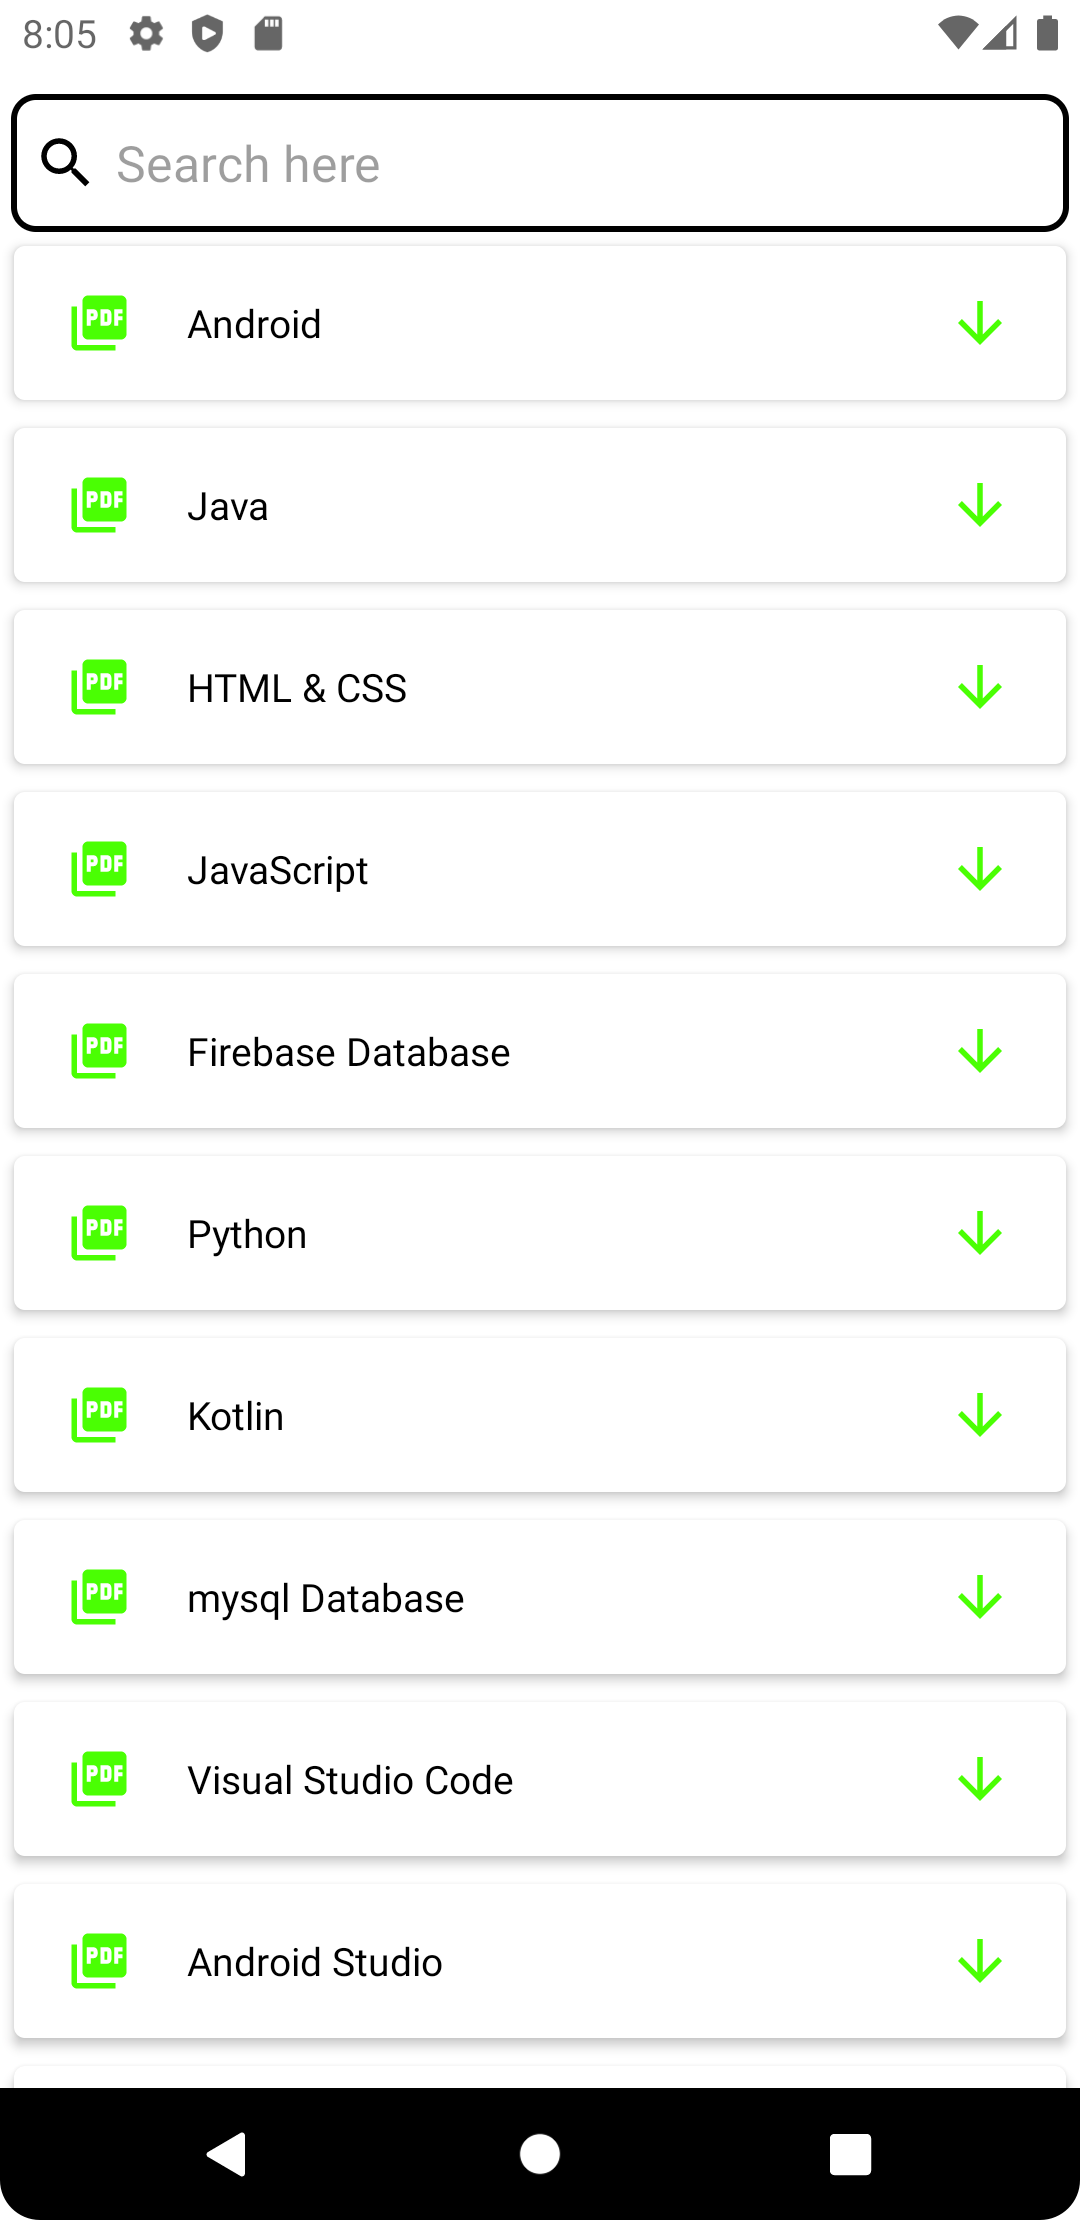 8:05
Search here
PDF Android
PDF Java
PDF HTML & CSS
PDF JavaScript
PDF Firebase Database
PDF Python
PDF Kotlin
PDF mysql Database
PDF Visual Studio Code
PDF Android Studio